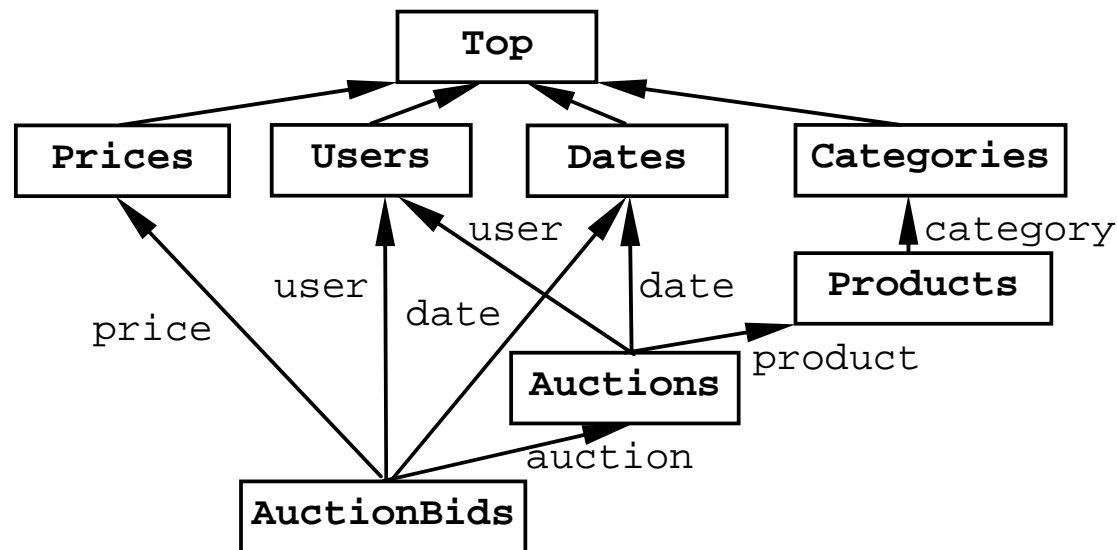 Top
Prices
Users
Dates
Categories
user
category
user
date
date
Products
price
product
Auctions
auction
AuctionBids